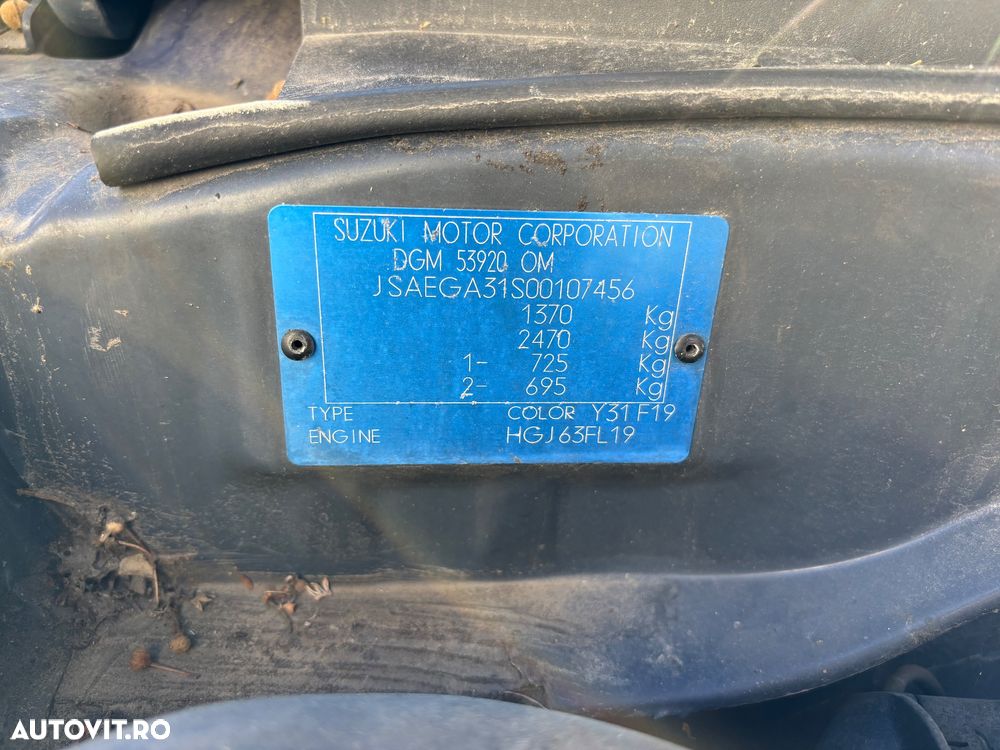 SUZUKI MOTOR CORPORATION
DGM 53920 OM
JSAEGA31S00107456
1370 Kg
2470 Kg
1- 725 Kg
2- 695 Kg
TYPE COLOR Y31 F19
ENGINE HGJ63FL19
AUTOVIT.RO